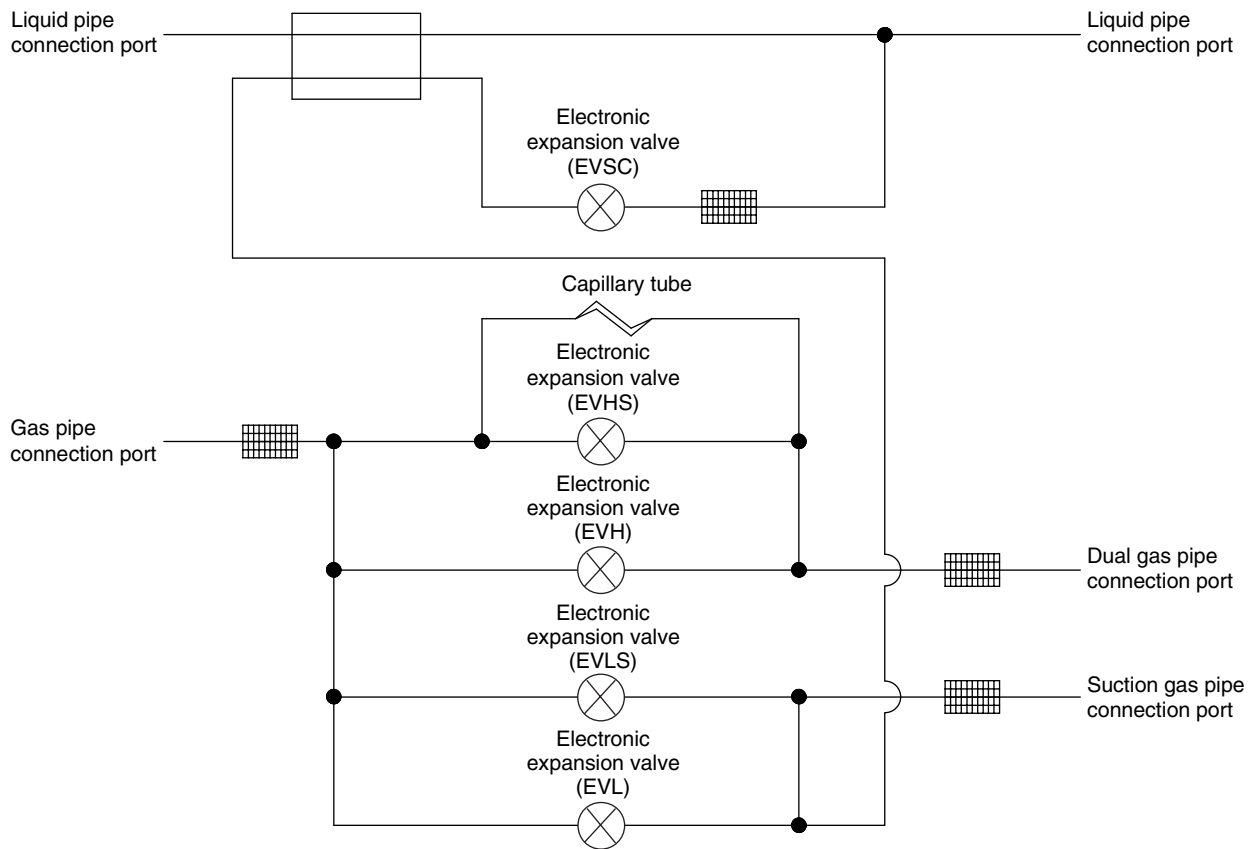 Liquid pipe
connection port
Liquid pipe
connection port
Electronic
expansion valve
(EVSC)
Capillary tube
Electronic
expansion valve
(EVHS)
Gas pipe
connection port
Electronic
expansion valve
(EVH)
Dual gas pipe
connection port
Electronic
expansion valve
(EVLS)
Suction gas pipe
connection port
Electronic
expansion valve
(EVL)